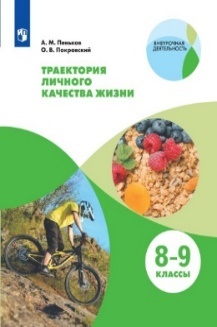 А. М. Пеньков
О. В. Покровский
ВНЕУРОЧНАЯ
ДЕЯТЕЛЬНОСТЬ
ТРАЕКТОРИЯ
ЛИЧНОГО
КАЧЕСТВА ЖИЗНИ
8–9
КЛАССЫ